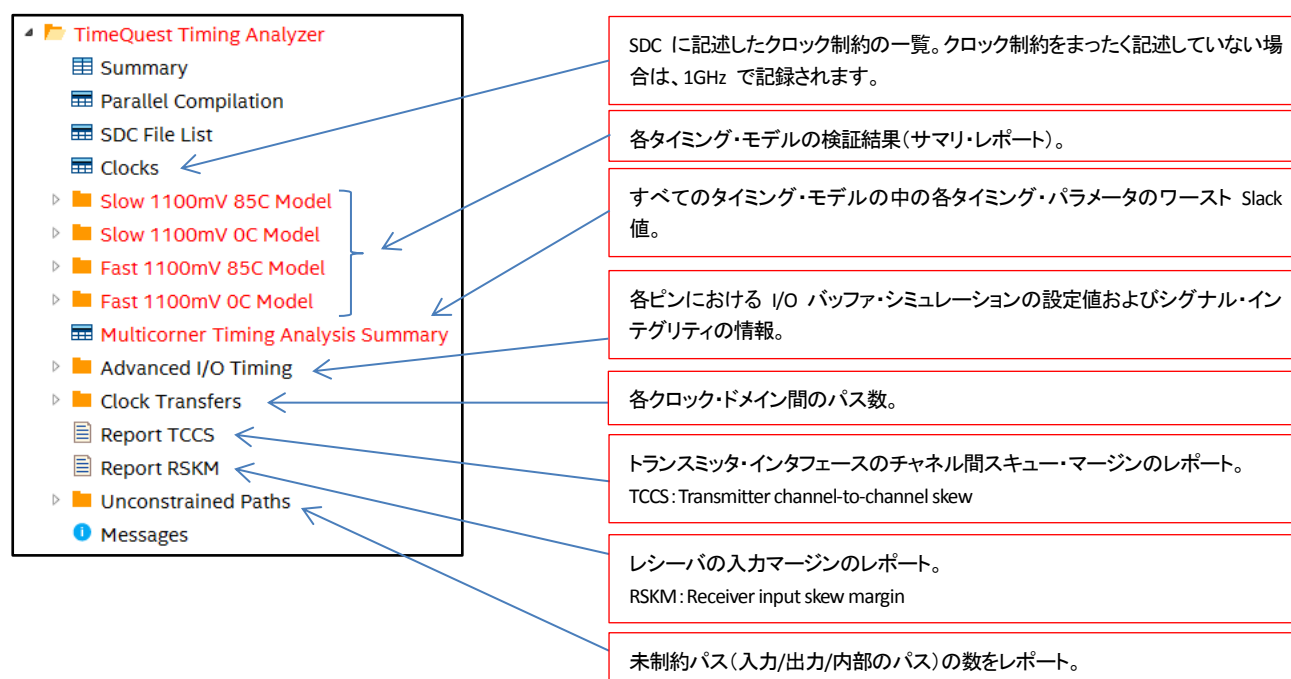 TimeQuest Timing Analyzer
Summary
Parallel Compilation
SDC File List
Clocks
Slow 1100mV 85C Model
Slow 1100mV 0C Model
Fast 1100mV 85C Model
Fast 1100mV 0C Model
Multicorner Timing Analysis Summary
Advanced I/O Timing
Clock Transfers
Report TCCS
Report RSKM
Unconstrained Paths
Messages
SDC に記述したクロック制約の一覧。クロック制約をまったく記述していない場
合は、1GHz で記録されます。
各タイミング・モデルの検証結果(サマリ・レポート)。
すべてのタイミング・モデルの中の各タイミング・パラメータのワースト Slack
値。
各ピンにおける I/O バッファ・シミュレーションの設定値およびシグナル・イン
テグリティの情報。
各クロック・ドメイン間のパス数。
トランスミッタ・インタフェースのチャネル間スキュー・マージンのレポート。
TCCS：Transmitter channel-to-channel skew
レシーバの入力マージンのレポート。
RSKM：Receiver input skew margin
未制約パス(入力/出力/内部のパス)の数をレポート。